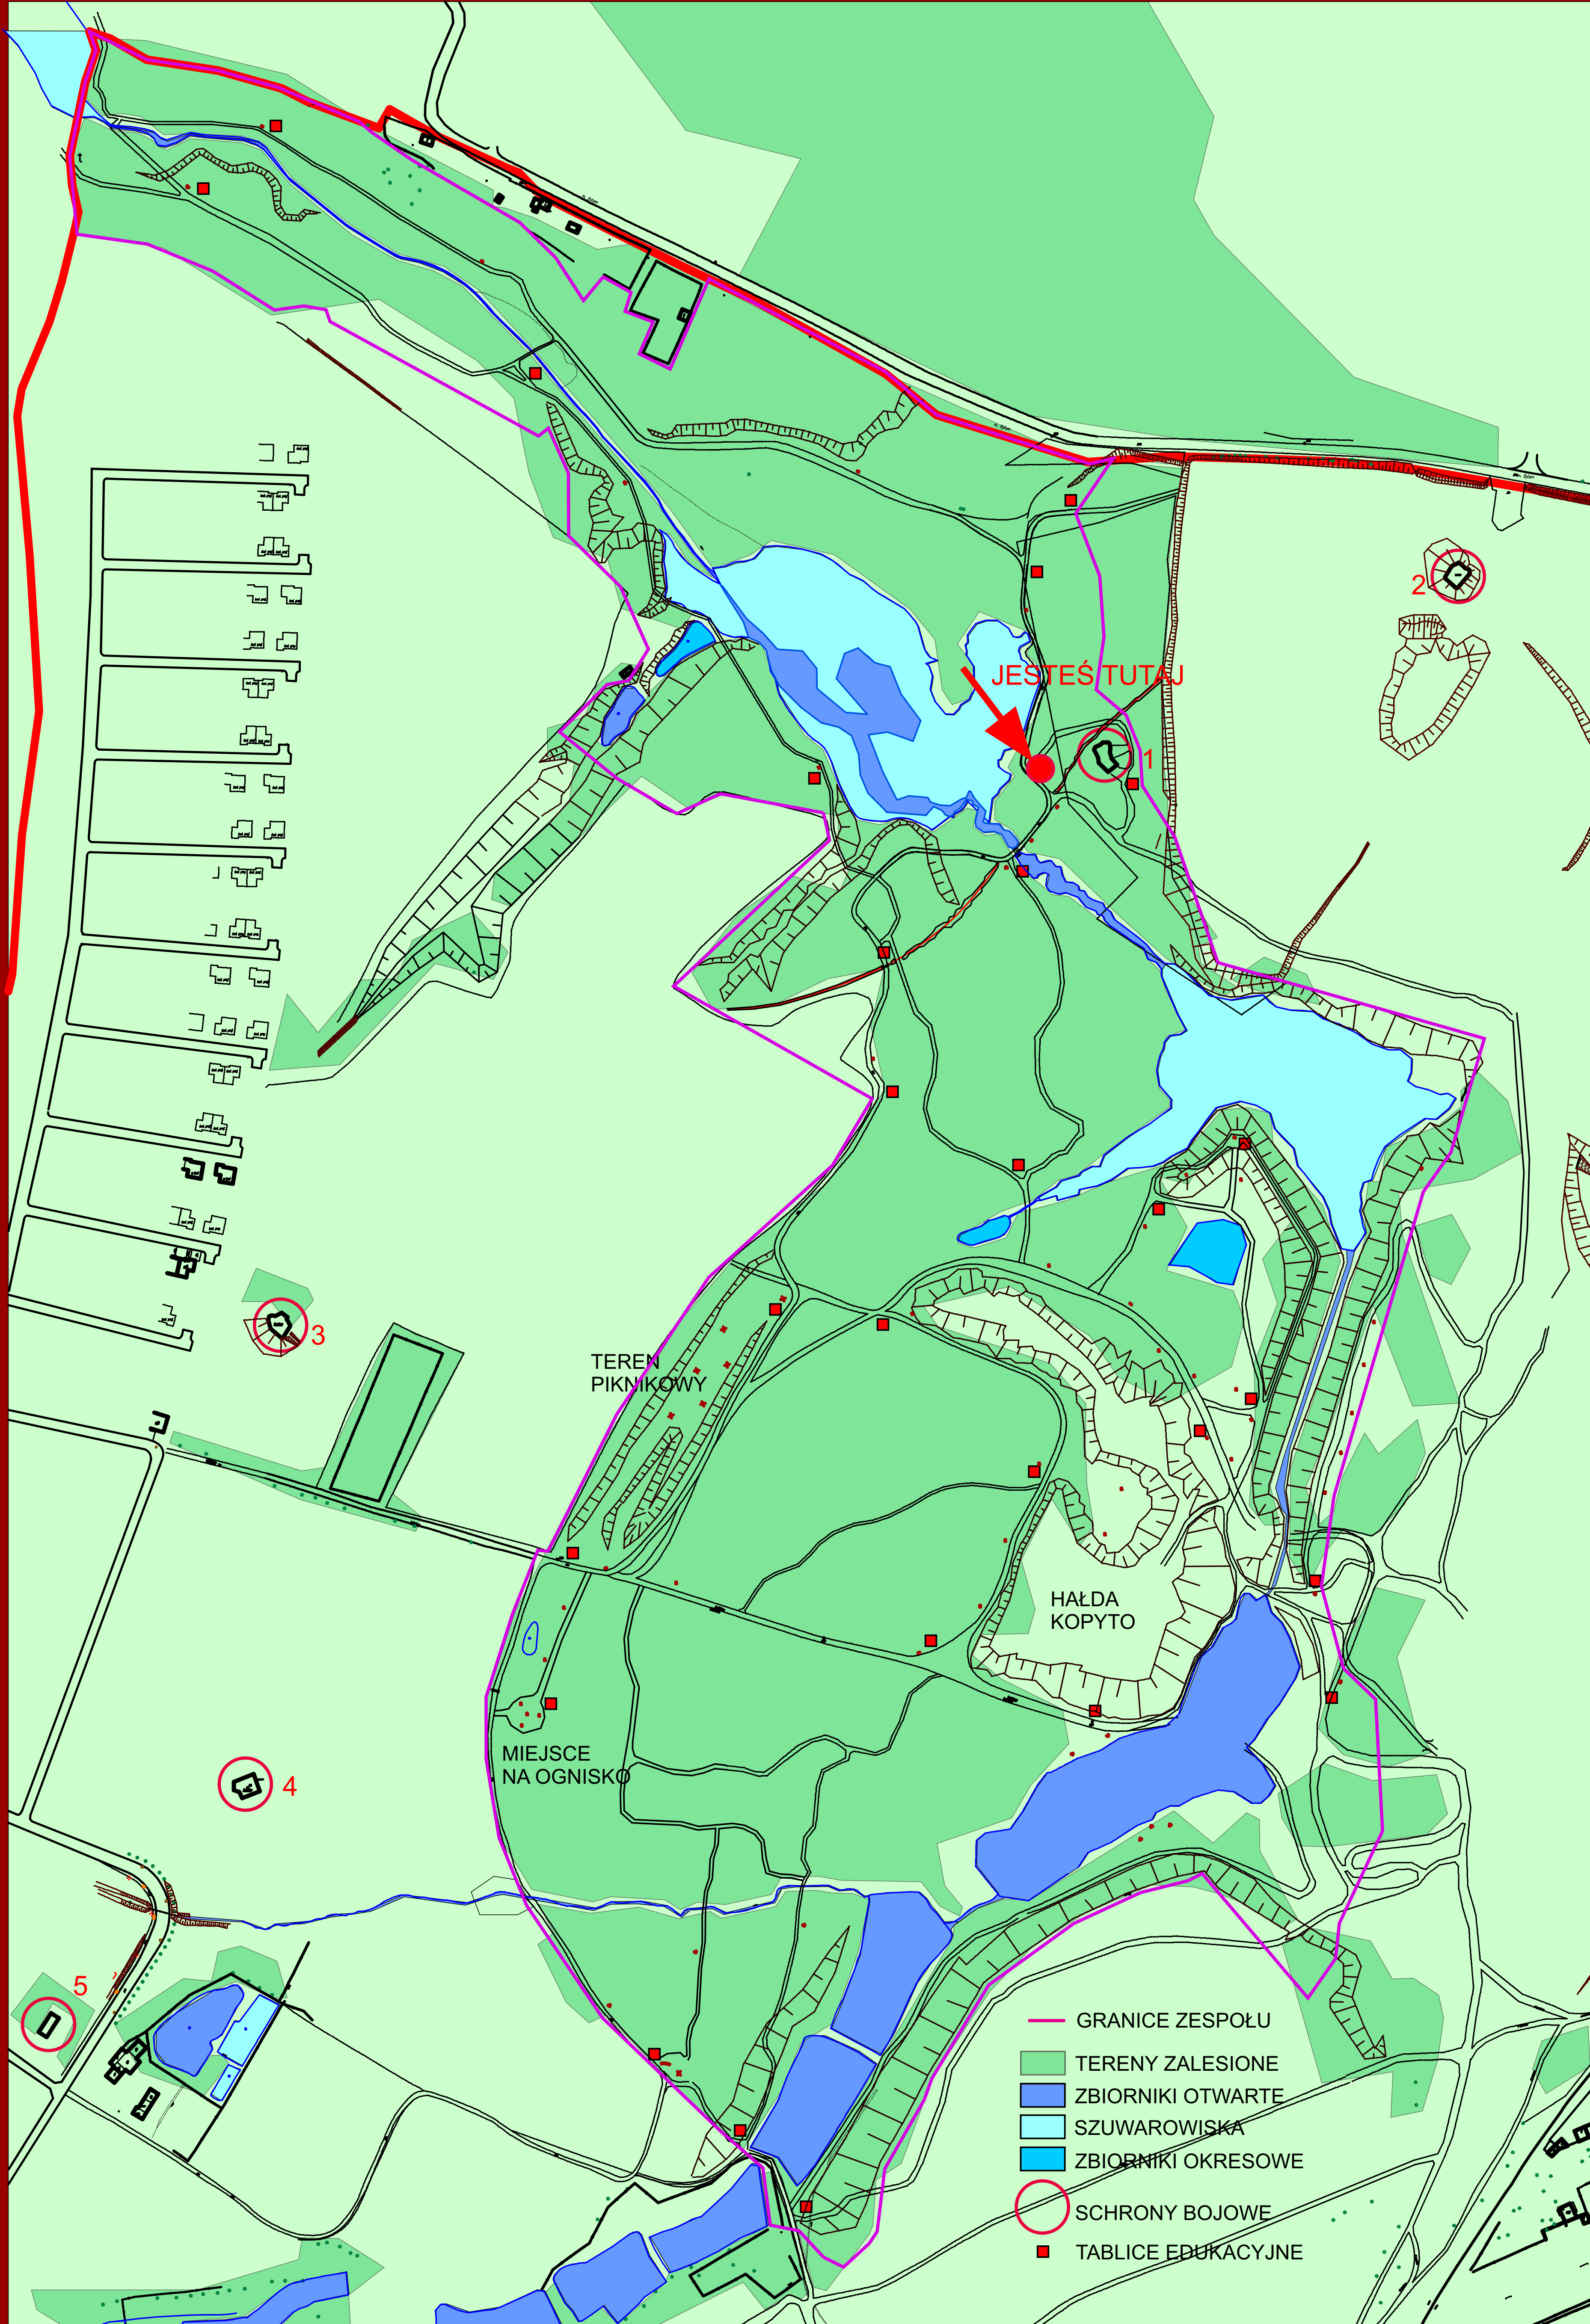 2
JESTEŚ TUTAJ
1
3
TEREN
PIKNIKOWY
HAŁDA
KOPYTO
MIEJSCE
NA OGNISKO
4
5
GRANICE ZESPOŁU
TERENY ZALESIONE
ZBIORNIKI OTWARTE
SZUWAROWISKA
ZBIORNIKI OKRESOWE
SCHRONY BOJOWE
TABLICE EDUKACYJNE